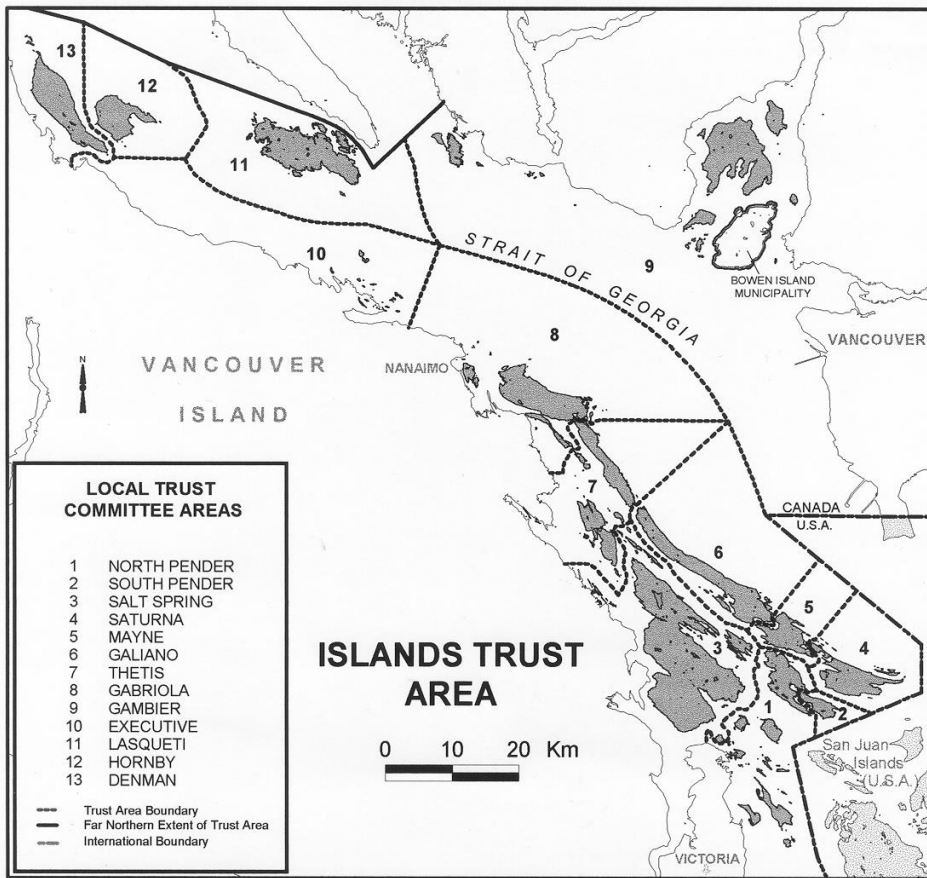 13
12
11
10
STRAIT OF GEORGIA
9
BOWEN ISLAND
MUNICIPALITY
8
VANCOUVER
N
VANCOUVER
ISLAND
NANAIMO
7
CANADA
U.S.A.
6
5
4
3
1
2
ISLANDS TRUST
AREA
0 10 20 Km
San Juan
Islands
(U.S.A.)
VICTORIA
LOCAL TRUST
COMMITTEE AREAS
1 NORTH PENDER
2 SOUTH PENDER
3 SALT SPRING
4 SATURNA
5 MAYNE
6 GALIANO
7 THETIS
8 GABRIOLA
9 GAMBIER
10 EXECUTIVE
11 LASQUETI
12 HORNBY
13 DENMAN
Trust Area Boundary
Far Northern Extent of Trust Area
International Boundary